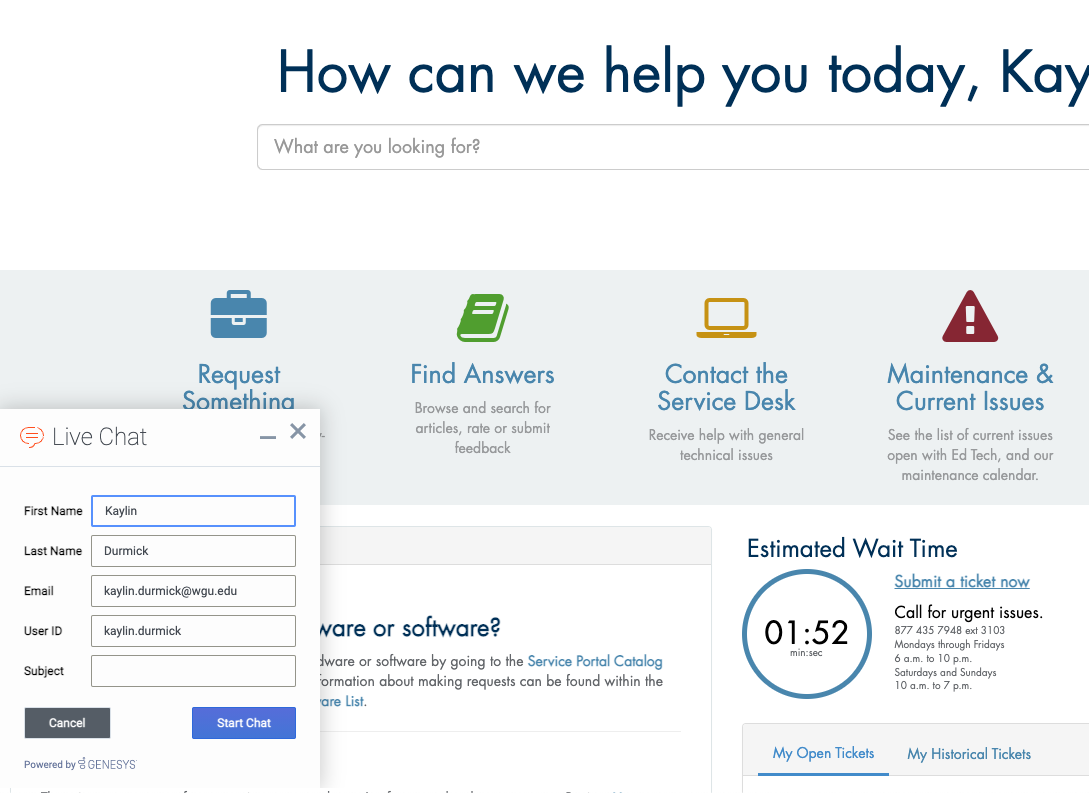 How can we help you today, Kay
What are you looking for?
Request
Something
Find Answers
Browse and search for
articles, rate or submit
feedback
Contact the
Service Desk
Receive help with general
technical issues
Maintenance &
Current Issues
See the list of current issues
open with Ed Tech, and our
maintenance calendar.
Live Chat
First Name Kaylin
Last Name Durmick
Email kaylin.durmick@wgu.edu
User ID kaylin.durmick
Subject
Cancel Start Chat
Powered by GENESYS
ware or software?
dware or software by going to the Service Portal Catalog
formation about making requests can be found within the
are List.
Estimated Wait Time
01:52
min:sec
Submit a ticket now
Call for urgent issues.
877 435 7948 ext 3103
Mondays through Fridays
6 a.m. to 10 p.m.
Saturdays and Sundays
10 a.m. to 7 p.m.
My Open Tickets My Historical Tickets